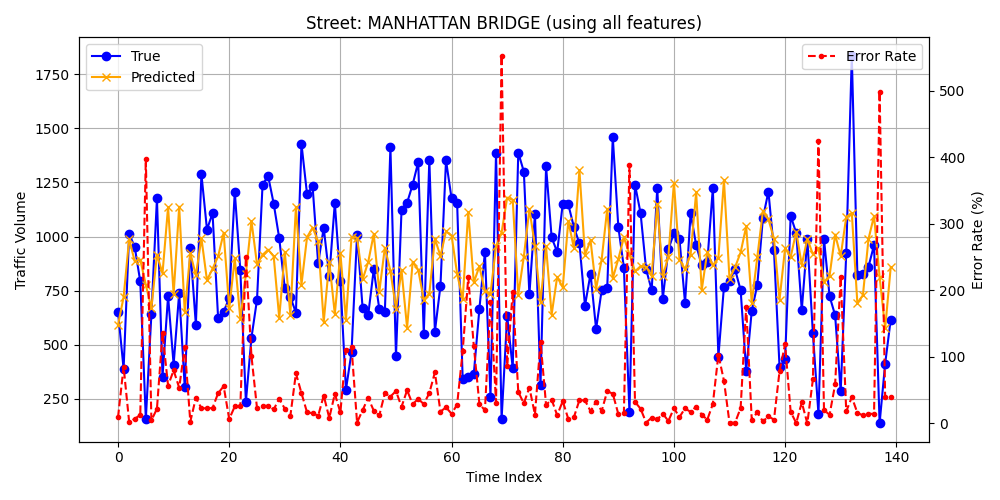 Street: MANHATTAN BRIDGE (using all features)
True
Predicted
Error Rate
1750
1500
1250
1000
750
500
250
Traffic Volume
500
400
300
200
100
0
Error Rate (%)
0 20 40 60 80 100 120 140
Time Index